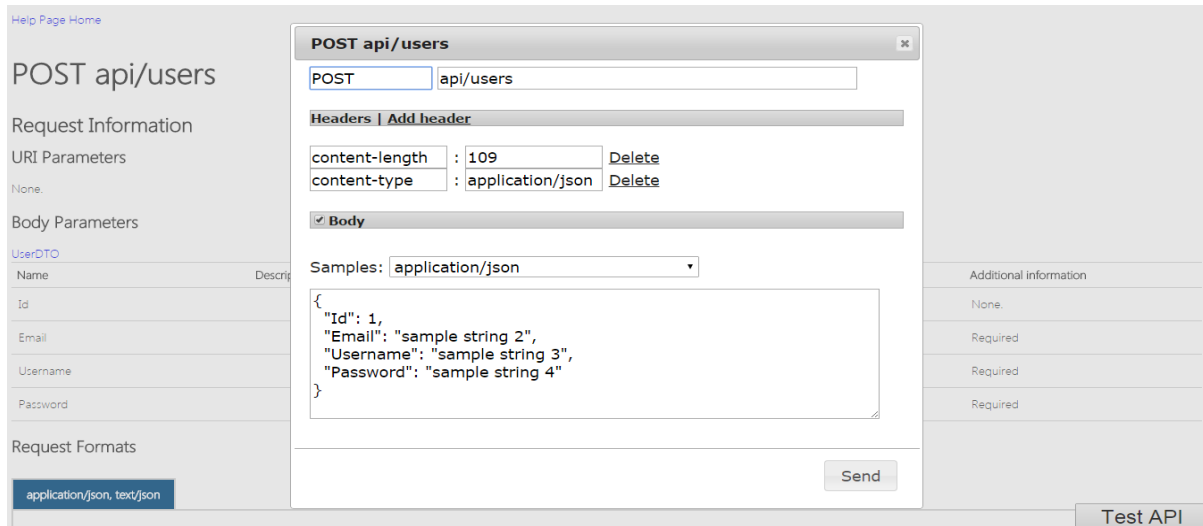 Help Page Home
POST api/users
Request Information
URI Parameters
None.
Body Parameters
UserDTO
Name Descrip Additional information
Id None.
Email Required
Username Required
Password Required
Request Formats
application/json, text/json
POST api/users
POST api/users
Headers | Add header
content-length : 109 Delete
content-type : application/json Delete
Body
Samples: application/json
{
"Id": 1,
"Email": "sample string 2",
"Username": "sample string 3",
"Password": "sample string 4"
}
Send
Test API